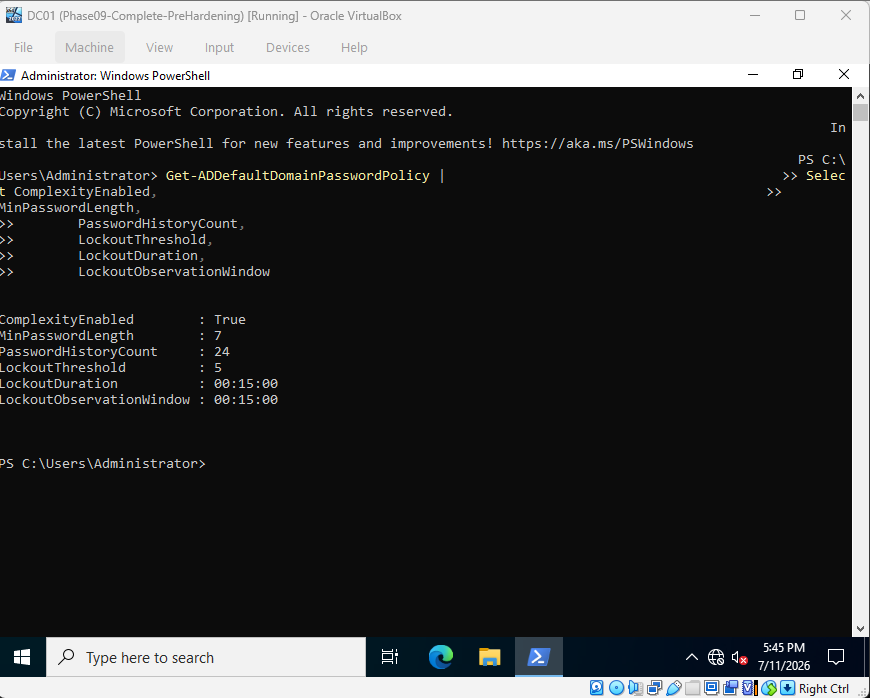 DC01 (Phase09-Complete-PreHardening) [Running] - Oracle VirtualBox
File Machine View Input Devices Help
Administrator: Windows PowerShell
Windows PowerShell
Copyright (C) Microsoft Corporation. All rights reserved.
In
stall the latest PowerShell for new features and improvements! https://aka.ms/PSWindows
PS C:\
Users\Administrator> Get-ADDefaultDomainPasswordPolicy |
>> Selec
t ComplexityEnabled,
>>
MinPasswordLength,
>> PasswordHistoryCount,
>> LockoutThreshold,
>> LockoutDuration,
>> LockoutObservationWindow
ComplexityEnabled : True
MinPasswordLength : 7
PasswordHistoryCount : 24
LockoutThreshold : 5
LockoutDuration : 00:15:00
LockoutObservationWindow : 00:15:00
PS C:\Users\Administrator>
Type here to search
5:45 PM
7/11/2026
Right Ctrl